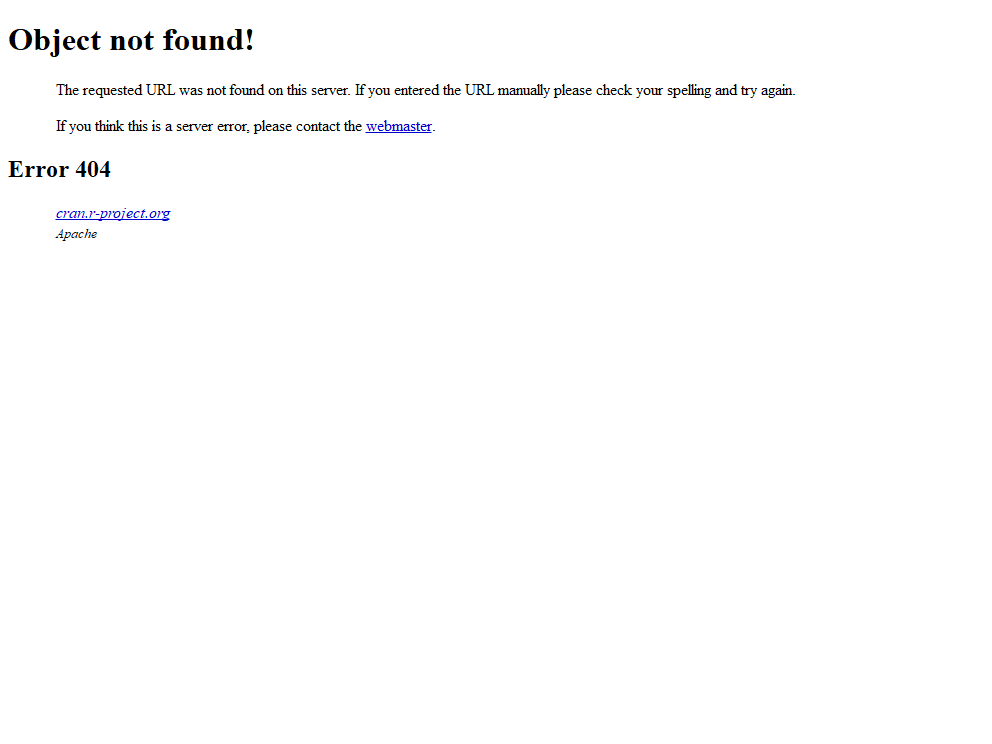 Object not found!
The requested URL was not found on this server. If you entered the URL manually please check your spelling and try again.
If you think this is a server error, please contact the webmaster.
Error 404
cran.r-project.org
Apache